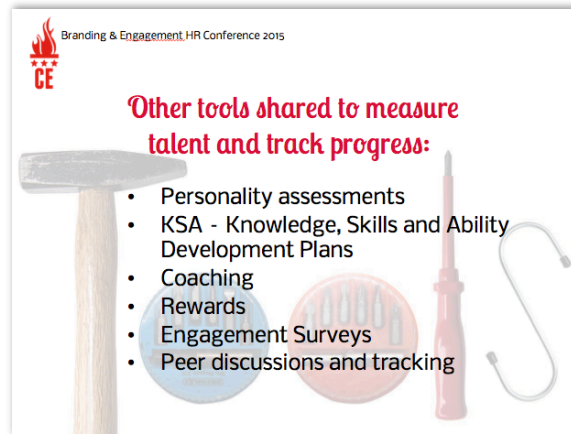 Branding & Engagement HR Conference 2015
CE
Other tools shared to measure
talent and track progress:
• Personality assessments
• KSA - Knowledge, Skills and Ability
Development Plans
• Coaching
• Rewards
• Engagement Surveys
• Peer discussions and tracking